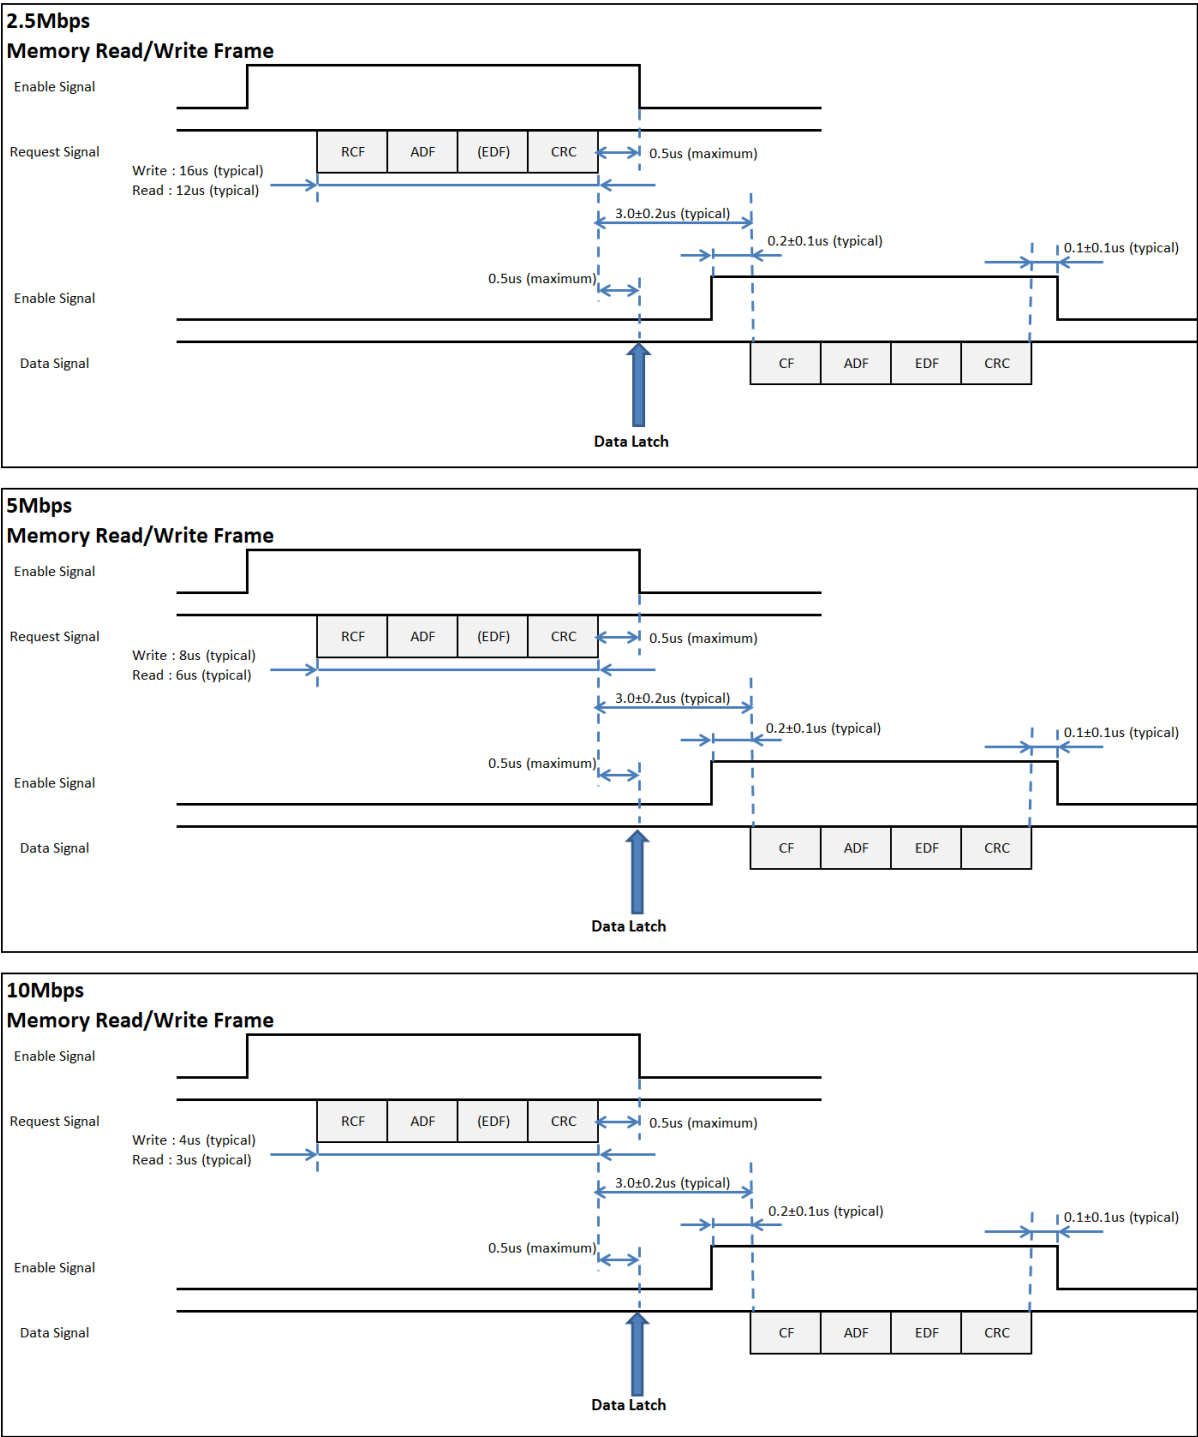 2.5Mbps
Memory Read/Write Frame
Enable Signal
Request Signal
RCF ADF (EDF) CRC
0.5us (maximum)
Write : 16us (typical)
Read : 12us (typical)
3.0±0.2us (typical)
0.2±0.1us (typical)
0.1±0.1us (typical)
0.5us (maximum)
Enable Signal
Data Signal
CF ADF EDF CRC
Data Latch
5Mbps
Memory Read/Write Frame
Enable Signal
Request Signal
RCF ADF (EDF) CRC
0.5us (maximum)
Write : 8us (typical)
Read : 6us (typical)
3.0±0.2us (typical)
0.2±0.1us (typical)
0.1±0.1us (typical)
0.5us (maximum)
Enable Signal
Data Signal
CF ADF EDF CRC
Data Latch
10Mbps
Memory Read/Write Frame
Enable Signal
Request Signal
RCF ADF (EDF) CRC
0.5us (maximum)
Write : 4us (typical)
Read : 3us (typical)
3.0±0.2us (typical)
0.2±0.1us (typical)
0.1±0.1us (typical)
0.5us (maximum)
Enable Signal
Data Signal
CF ADF EDF CRC
Data Latch